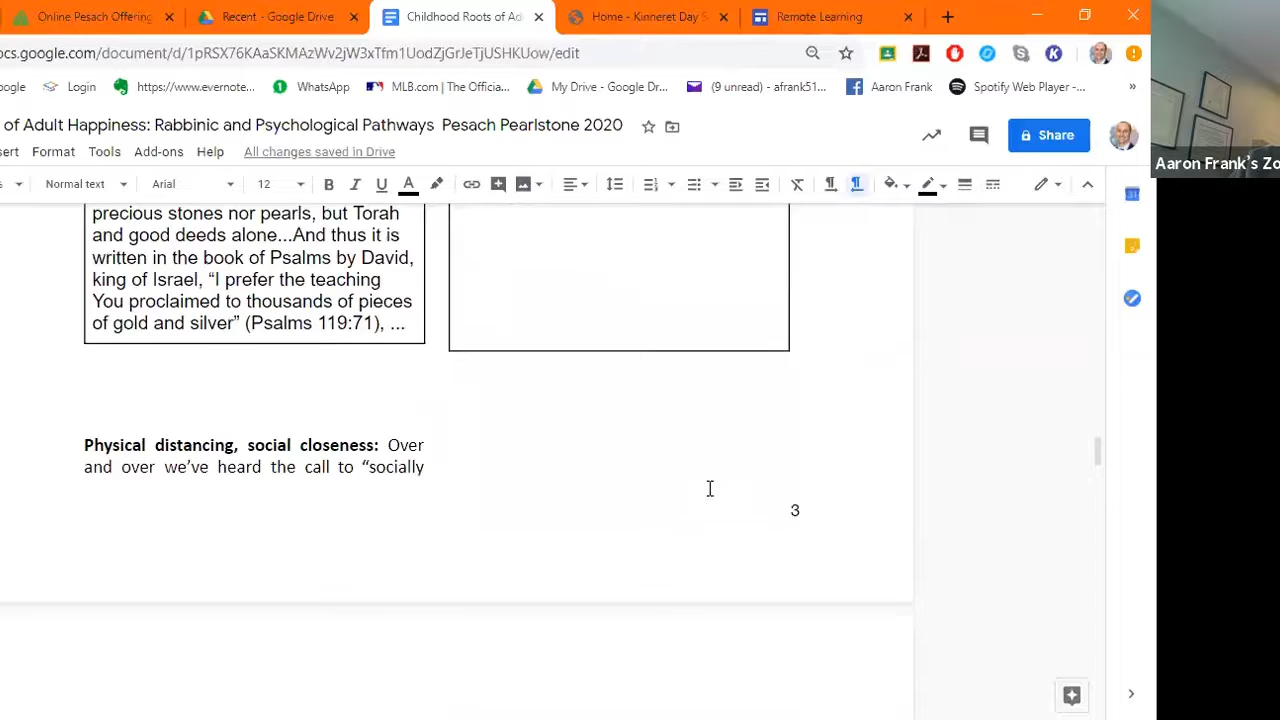 Online Pesach Offering
Recent - Google Drive
Childhood Roots of Ad
Home - Kinneret Day S
Remote Learning
ocs.google.com/document/d/1pRSX76KAaSKMAzWv2jW3xTfm1UodZjGrJeTjUSHKUow/edit
oogle
Login
https://www.evernote...
WhatsApp
MLB.com | The Officia...
My Drive - Google Dr...
(9 unread) - afrank51...
Aaron Frank
Spotify Web Player -...
»
of Adult Happiness: Rabbinic and Psychological Pathways Pesach Pearlstone 2020
Share
Aaron Frank's Zo
sert Format Tools Add-ons Help All changes saved in Drive
% Normal text Arial 12 B I U A
precious stones nor pearls, but Torah
and good deeds alone...And thus it is
written in the book of Psalms by David,
king of Israel, “I prefer the teaching
You proclaimed to thousands of pieces
of gold and silver” (Psalms 119:71), ...
Physical distancing, social closeness: Over
and over we’ve heard the call to “socially
3